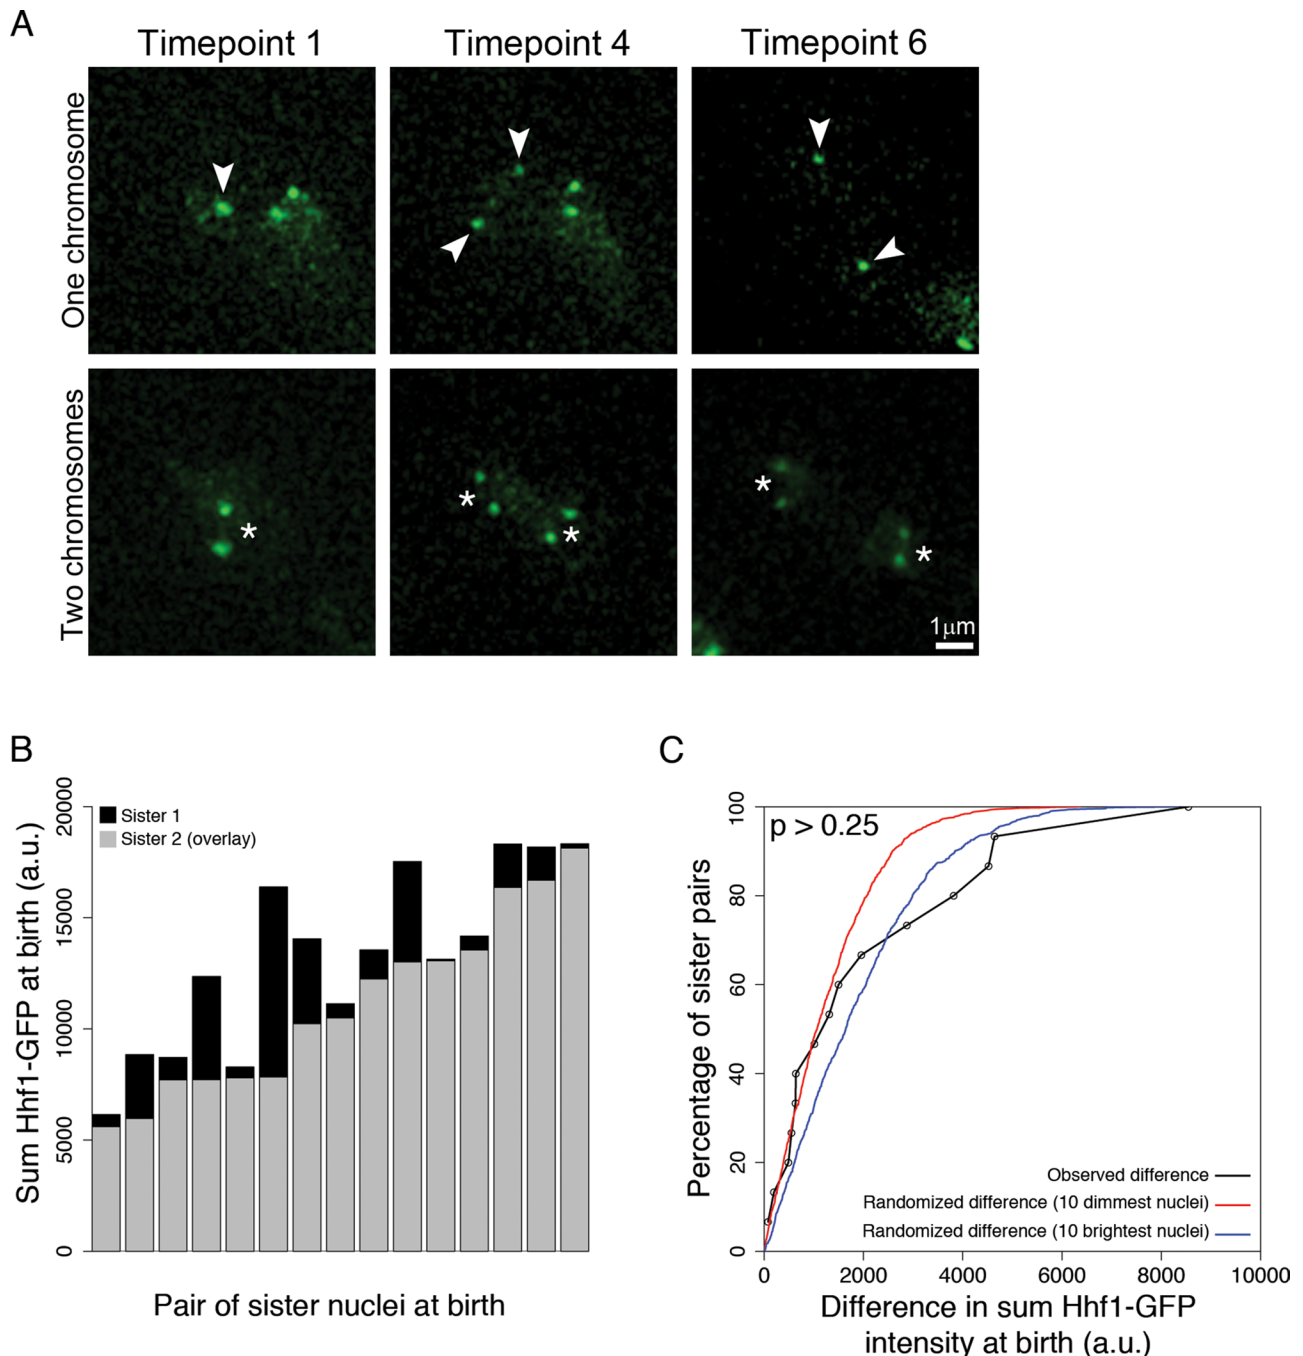 A
Timepoint 1
Timepoint 4
Timepoint 6
One chromosome
Two chromosomes
*
*
*
*
*
1μm
B
Sum Hhf1-GFP at birth (a.u.)
20000
15000
10000
5000
0
Sister 1
Sister 2 (overlay)
Pair of sister nuclei at birth
C
Percentage of sister pairs
100
80
60
40
20
0
p > 0.25
Observed difference
Randomized difference (10 dimmest nuclei)
Randomized difference (10 brightest nuclei)
0
2000
4000
6000
8000
10000
Difference in sum Hhf1-GFP
intensity at birth (a.u.)